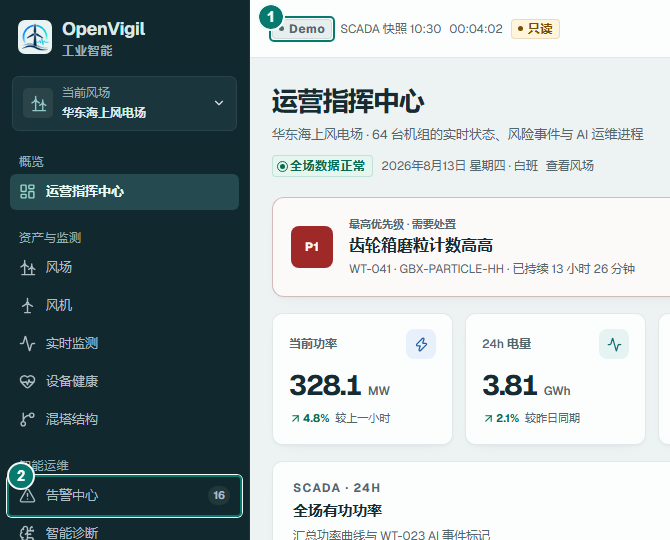 OpenVigil
工业智能
当前风场
华东海上风电场
概览
运营指挥中心
资产与监测
风场
风机
实时监测
设备健康
混塔结构
智能运维
2
告警中心 16
智能诊断
1
Demo SCADA 快照 10:30 00:04:02 只读
运营指挥中心
华东海上风电场 · 64 台机组的实时状态、风险事件与 AI 运维进程
全场数据正常 2026年8月13日 星期四 · 白班 查看风场
P1
最高优先级 · 需要处置
齿轮箱磨粒计数高高
WT-041 · GBX-PARTICLE-HH · 已持续 13 小时 26 分钟
当前功率
328.1 MW
4.8% 较上一小时
24h 电量
3.81 GWh
2.1% 较昨日同期
SCADA · 24H
全场有功功率
汇总功率曲线与 WT-023 AI 事件标记